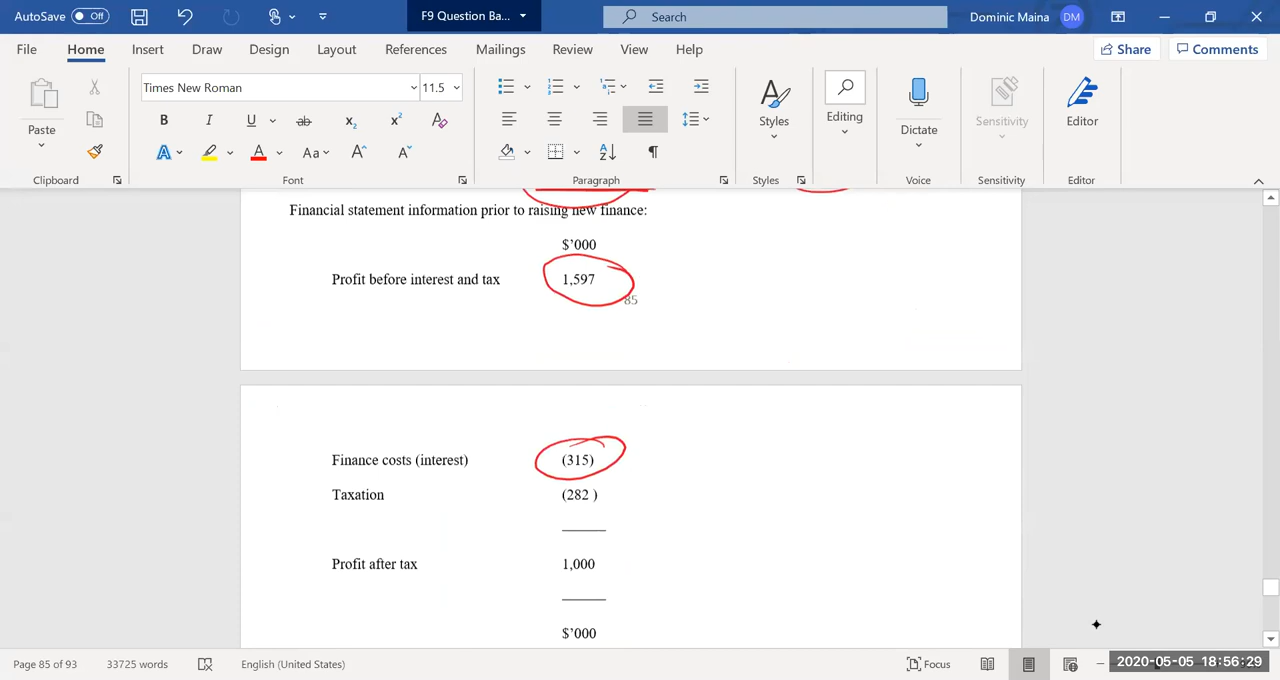 AutoSave Off F9 Question Ba... Search Dominic Maina DM
File Home Insert Draw Design Layout References Mailings Review View Help Share Comments
Times New Roman 11.5
Paste B I U ab x₂ x² A Styles Editing Dictate Sensitivity Editor
A A Aa A A A Z
Clipboard Font Paragraph Styles Voice Sensitivity Editor
Financial statement information prior to raising new finance:
$'000
Profit before interest and tax 1,597
85
Finance costs (interest) (315)
Taxation (282 )
Profit after tax 1,000
$'000
Page 85 of 93 33725 words English (United States) Focus
2020-05-05 18:56:29